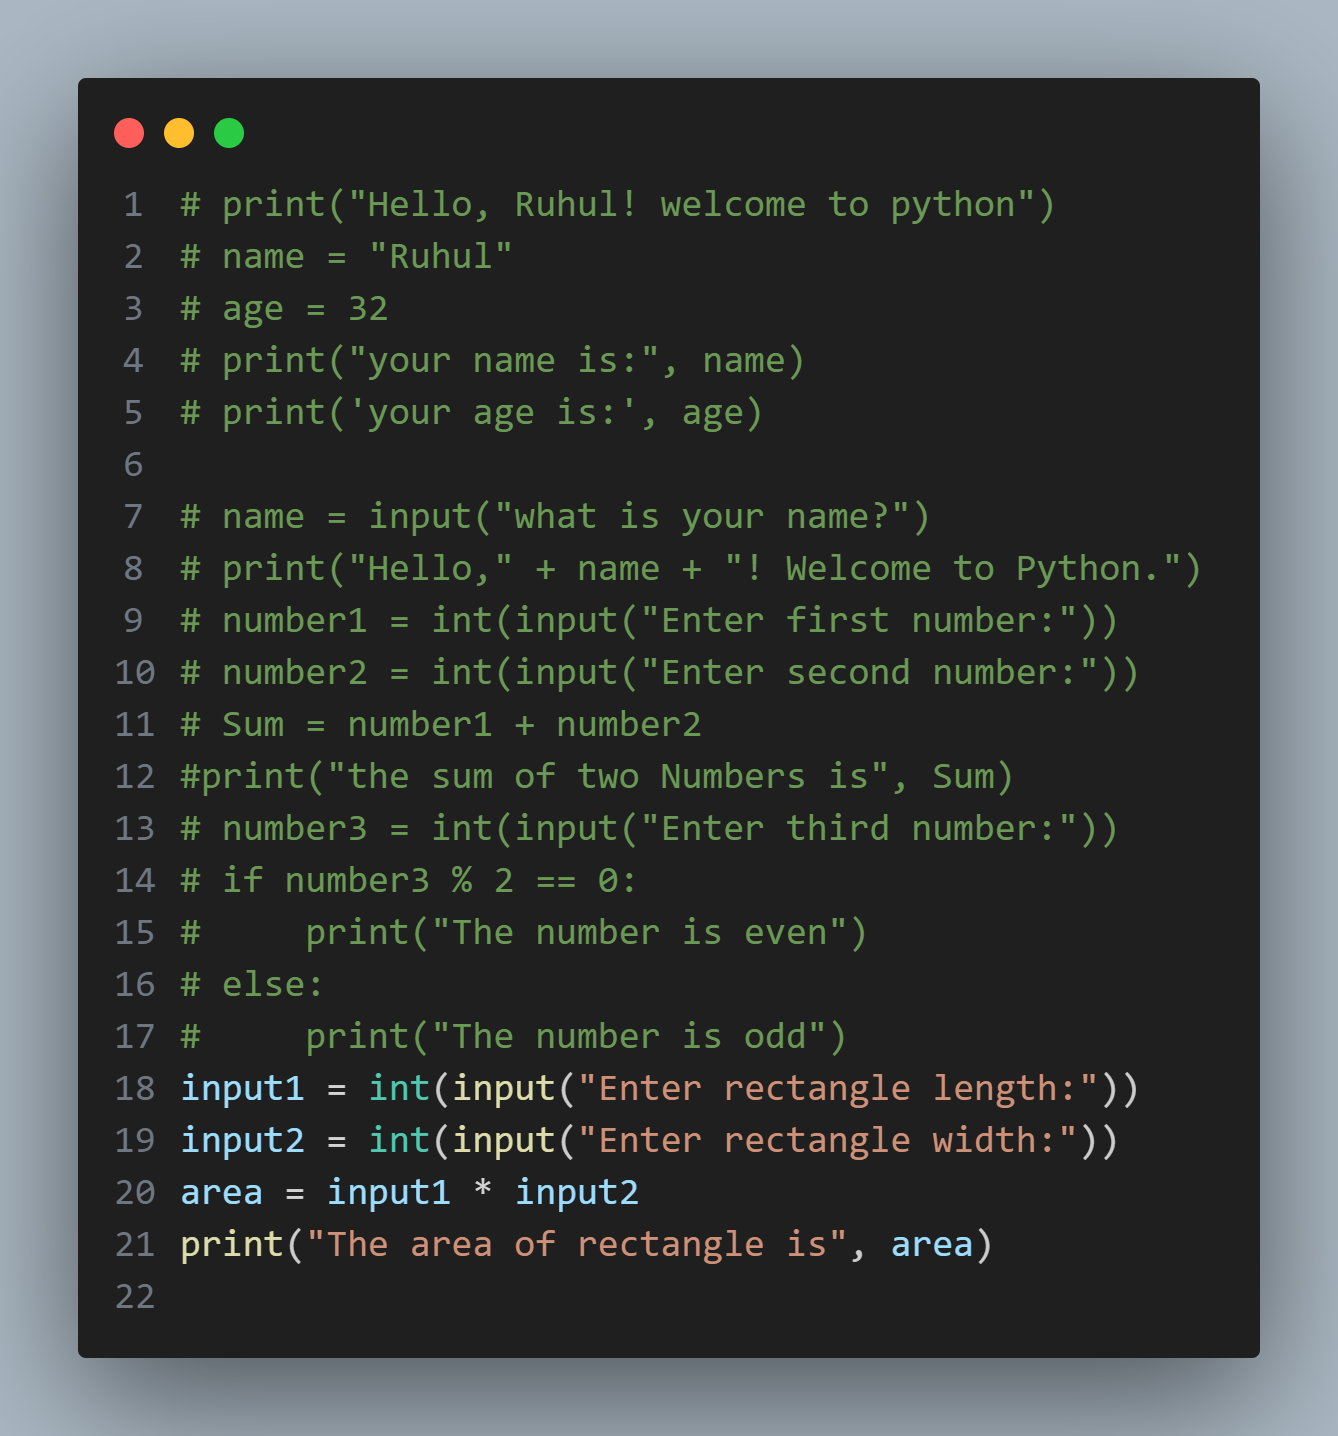 1 # print("Hello, Ruhul! welcome to python")
2 # name = "Ruhul"
3 # age = 32
4 # print("your name is:", name)
5 # print('your age is:', age)
6
7 # name = input("what is your name?")
8 # print("Hello," + name + "! Welcome to Python.")
9 # number1 = int(input("Enter first number:"))
10 # number2 = int(input("Enter second number:"))
11 # Sum = number1 + number2
12 #print("the sum of two Numbers is", Sum)
13 # number3 = int(input("Enter third number:"))
14 # if number3 % 2 == 0:
15 #     print("The number is even")
16 # else:
17 #     print("The number is odd")
18 input1 = int(input("Enter rectangle length:"))
19 input2 = int(input("Enter rectangle width:"))
20 area = input1 * input2
21 print("The area of rectangle is", area)
22